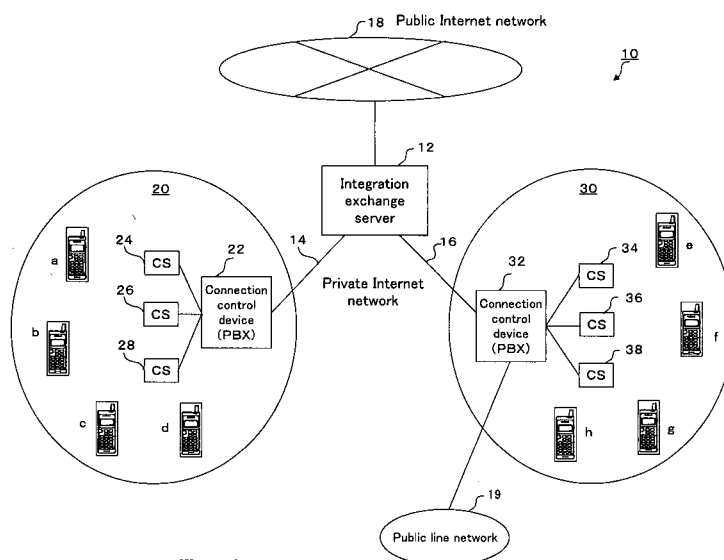 18
Public Internet network
10
12
Integration
exchange
server
14
16
Private Internet
network
20
a
b
c
d
24
CS
26
CS
28
CS
22
Connection
control
device
(PBX)
30
32
Connection
control
device
(PBX)
34
CS
36
CS
38
CS
e
f
g
h
19
Public line network